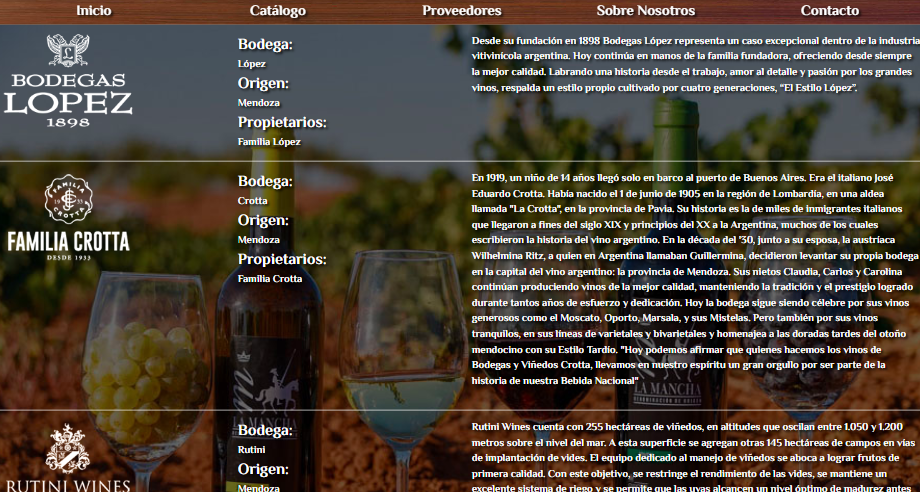 Inicio Catálogo Proveedores Sobre Nosotros Contacto
BODEGAS
LOPEZ
1898
Bodega:
López
Origen:
Mendoza
Propietarios:
Familia López
Desde su fundación en 1898 Bodegas López representa un caso excepcional dentro de la industria
vitivinícola argentina. Hoy continúa en manos de la familia fundadora, ofreciendo desde siempre
la mejor calidad. Labrando una historia desde el trabajo, amor al detalle y pasión por los grandes
vinos, respalda un estilo propio cultivado por cuatro generaciones, “El Estilo López”.
FAMILIA
19 33
CROTTA
FAMILIA CROTTA
DESDE 1933
Bodega:
Crotta
Origen:
Mendoza
Propietarios:
Familia Crotta
En 1919, un niño de 14 años llegó solo en barco al puerto de Buenos Aires. Era el italiano José
Eduardo Crotta. Había nacido el 1 de junio de 1905 en la región de Lombardía, en una aldea
llamada "La Crotta", en la provincia de Pavia. Su historia es la de miles de inmigrantes italianos
que llegaron a fines del siglo XIX y principios del XX a la Argentina, muchos de los cuales
escribieron la historia del vino argentino. En la década del '30, junto a su esposa, la austríaca
Wilhelmina Ritz, a quien en Argentina llamaban Guillermina, decidieron levantar su propia bodega
en la capital del vino argentino: la provincia de Mendoza. Sus nietos Claudia, Carlos y Carolina
continúan produciendo vinos de la mejor calidad, manteniendo la tradición y el prestigio logrado
durante tantos años de esfuerzo y dedicación. Hoy la bodega sigue siendo célebre por sus vinos
generosos como el Moscato, Oporto, Marsala, y sus Mistelas. Pero también por sus vinos
tranquilos, en sus líneas de varietales y bivarietales y homenajea a las doradas tardes del otoño
mendocino con su Estilo Tardío. "Hoy podemos afirmar que quienes hacemos los vinos de
Bodegas y Viñedos Crotta, llevamos en nuestro espíritu un gran orgullo por ser parte de la
historia de nuestra Bebida Nacional"
LA MANCHA
LA MANCHA
DENOMINACIÓN DE ORIGEN
RUTINI WINES
Bodega:
Rutini
Origen:
Mendoza
Rutini Wines cuenta con 255 hectáreas de viñedos, en altitudes que oscilan entre 1.050 y 1.200
metros sobre el nivel del mar. A esta superficie se agregan otras 145 hectáreas de campos en vías
de implantación de vides. El equipo dedicado al manejo de viñedos se aboca a lograr frutos de
primera calidad. Con este objetivo, se restringe el rendimiento de las vides, se mantiene un
excelente sistema de riego y se permite que las uvas alcancen un nivel óptimo de madurez antes